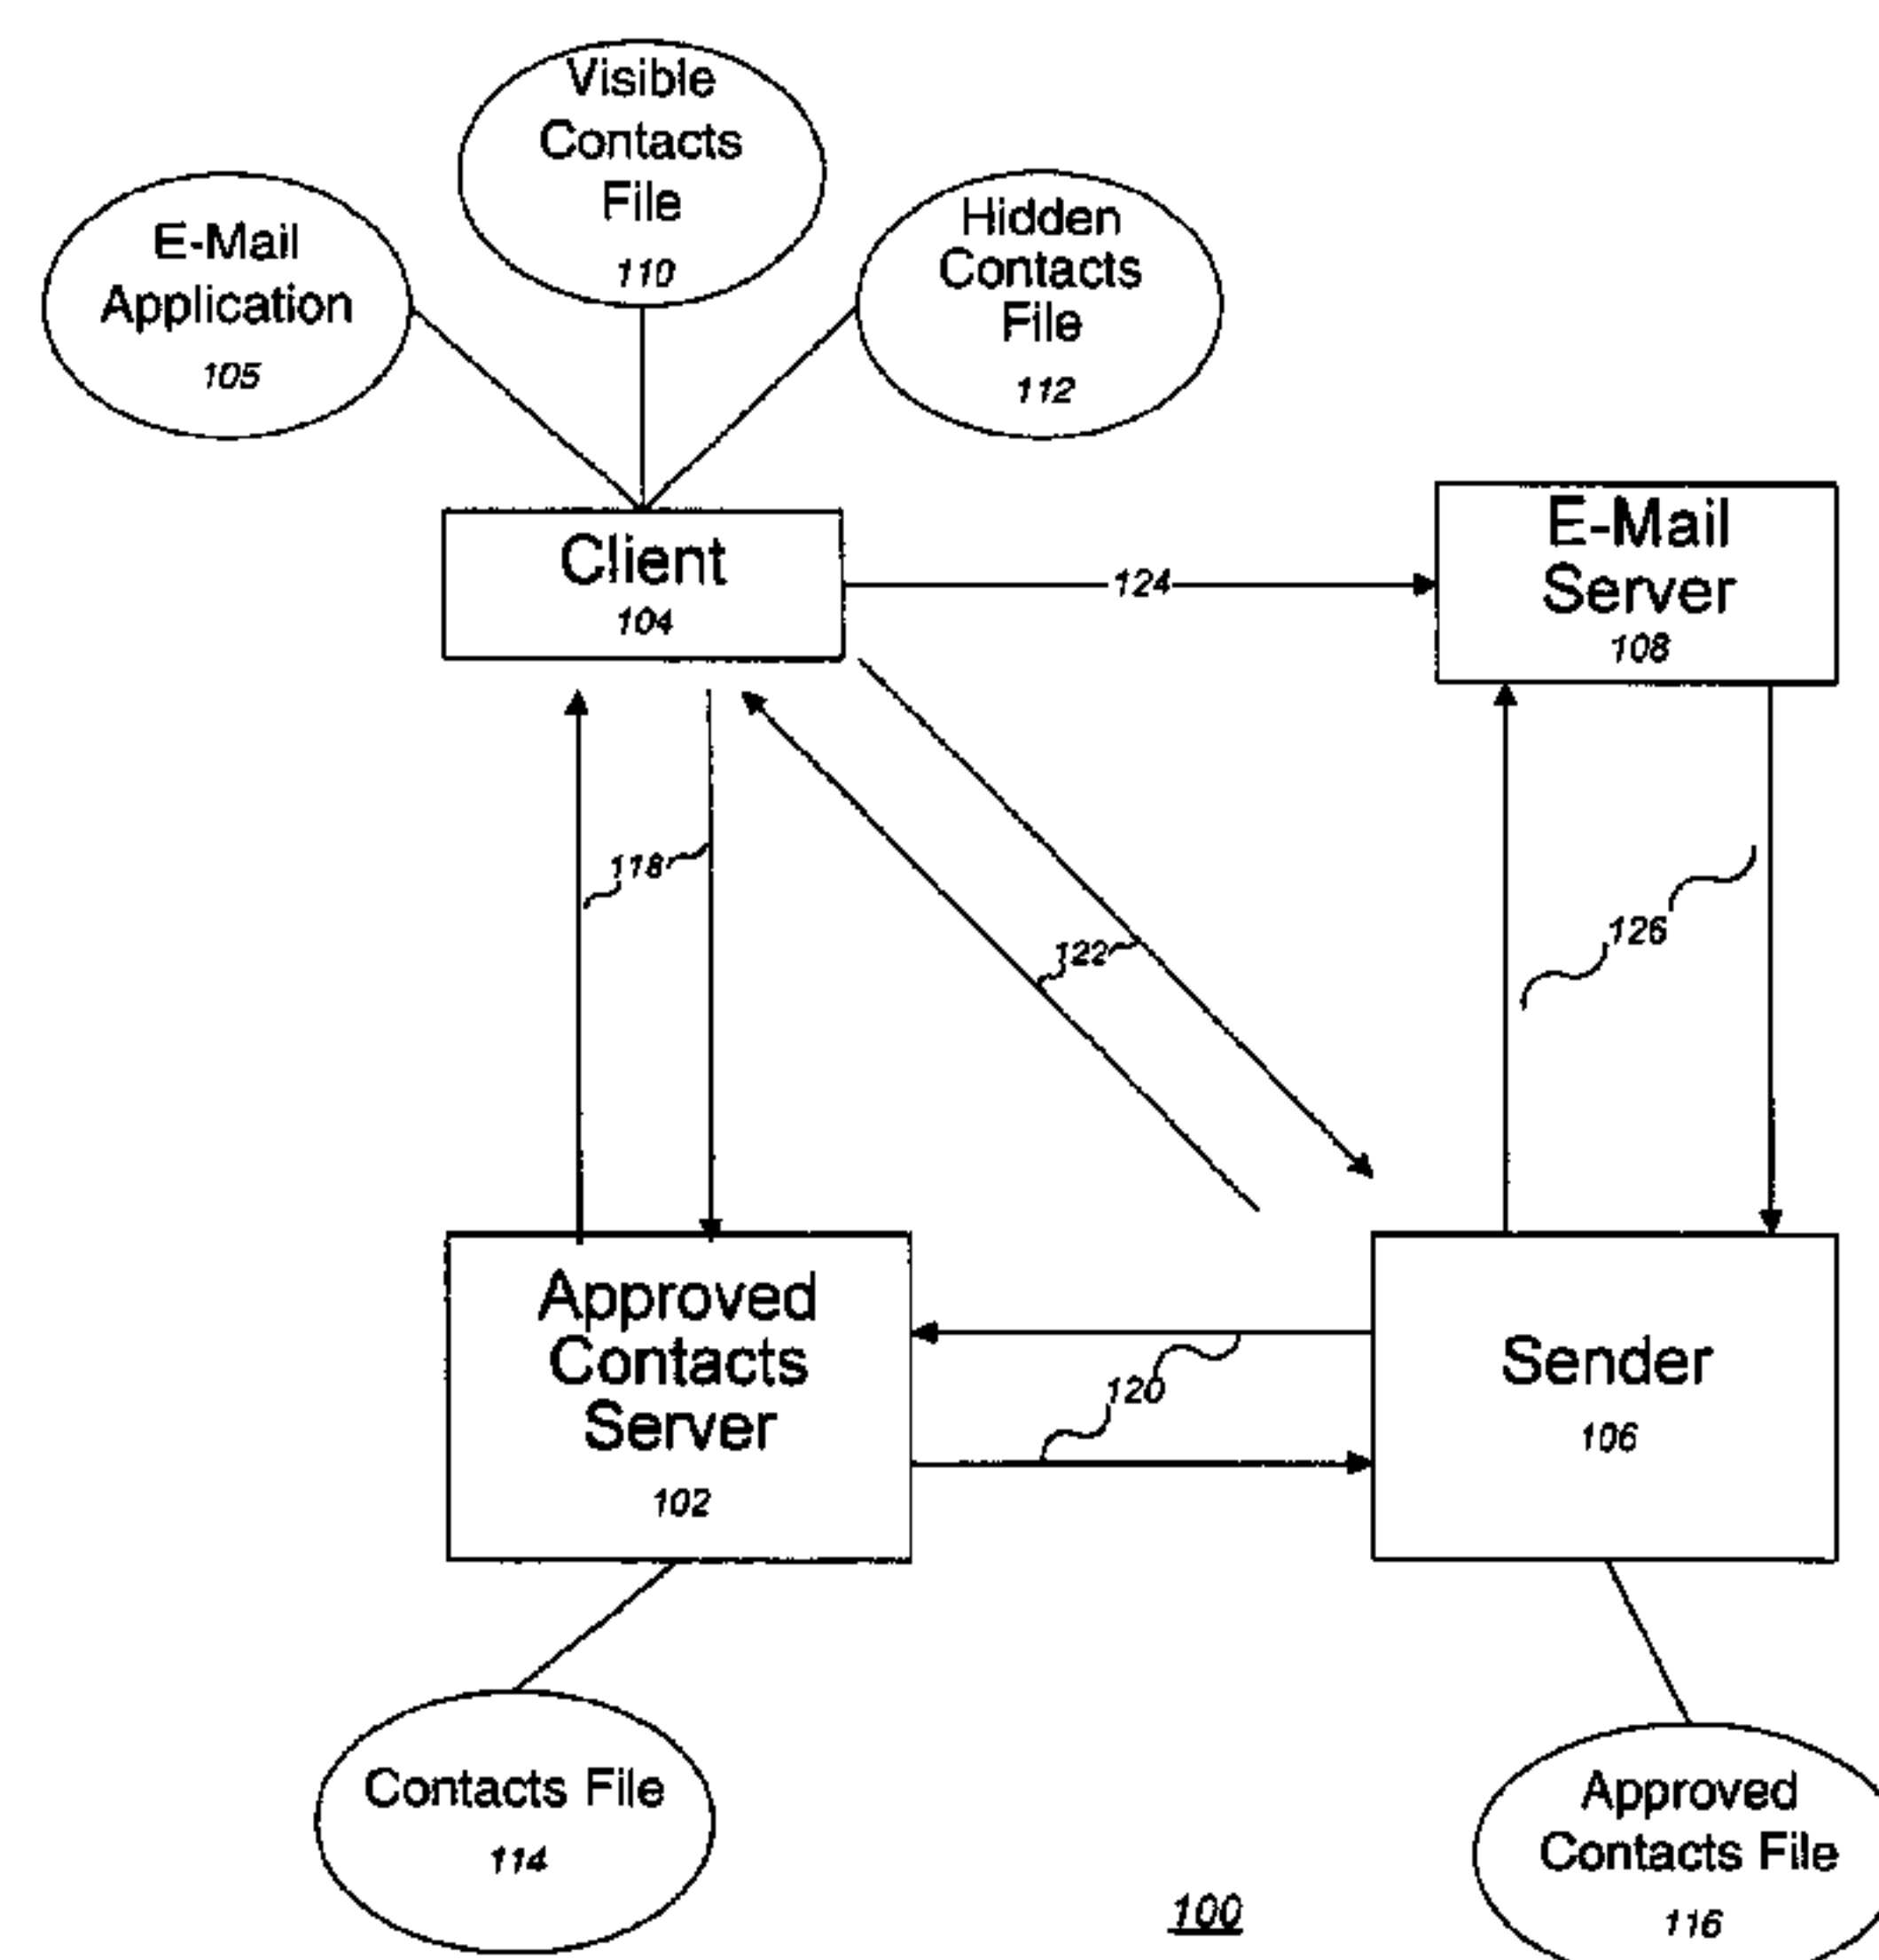 Visible
Contacts
File
110
E-Mail
Application
105
Hidden
Contacts
File
112
Client
104
E-Mail
Server
108
124
118
122
126
Approved
Contacts
Server
102
120
Sender
106
Contacts File
114
Approved
Contacts File
116
100